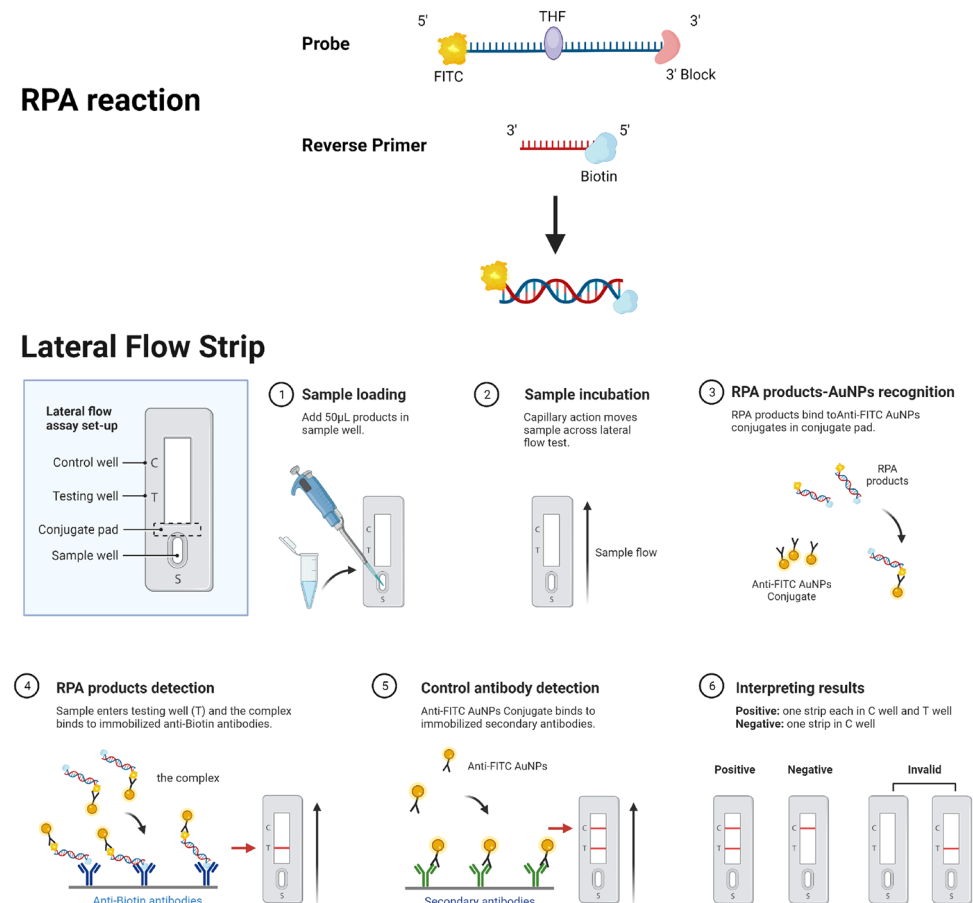 5'
THF
3'
Probe
FITC
3' Block
RPA reaction
3'
5'
Reverse Primer
Biotin
Lateral Flow Strip
Lateral flow
assay set-up
Control well
C
Testing well
T
Conjugate pad
Sample well
S
1
Sample loading
Add 50µL products in
sample well.
C
T
S
2
Sample incubation
Capillary action moves
sample across lateral
flow test.
C
T
S
Sample flow
3
RPA products-AuNPs recognition
RPA products bind toAnti-FITC AuNPs
conjugates in conjugate pad.
RPA
products
Anti-FITC AuNPs
Conjugate
4
RPA products detection
Sample enters testing well (T) and the complex
binds to immobilized anti-Biotin antibodies.
the complex
C
T
S
Anti-Biotin antibodies
5
Control antibody detection
Anti-FITC AuNPs Conjugate binds to
immobilized secondary antibodies.
Anti-FITC AuNPs
C
T
S
Secondary antibodies
6
Interpreting results
Positive: one strip each in C well and T well
Negative: one strip in C well
Positive
Negative
Invalid
C
T
S
C
T
S
C
T
S
C
T
S